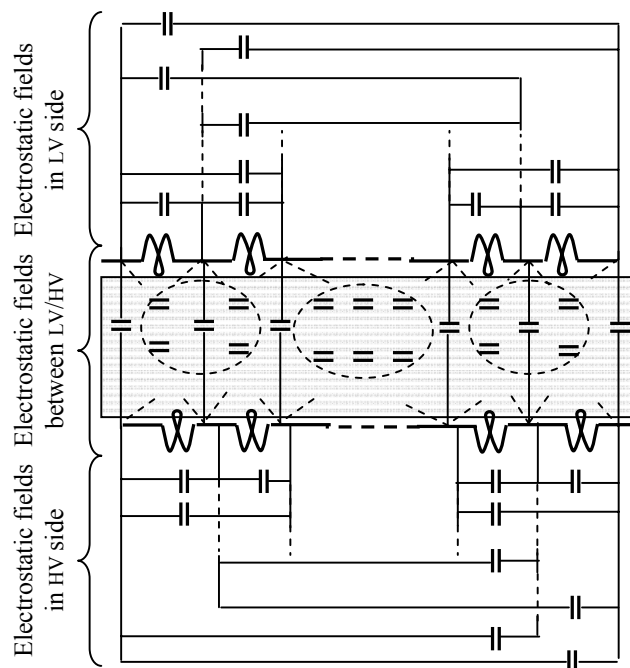 Electrostatic fields
in LV side
Electrostatic fields
between LV/HV
Electrostatic fields
in HV side